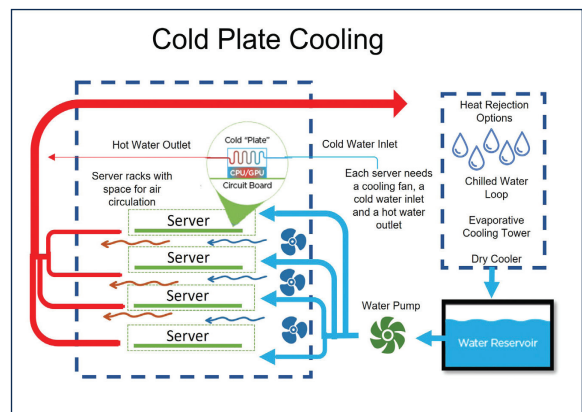 Cold Plate Cooling
Hot Water Outlet
Cold "Plate"
CPU/GPU
Circuit Board
Cold Water Inlet
Server racks with
space for air
circulation
Each server needs
a cooling fan, a
cold water inlet
and a hot water
outlet
Server
Server
Server
Server
Water Pump
Heat Rejection
Options
Chilled Water
Loop
Evaporative
Cooling Tower
Dry Cooler
Water Reservoir